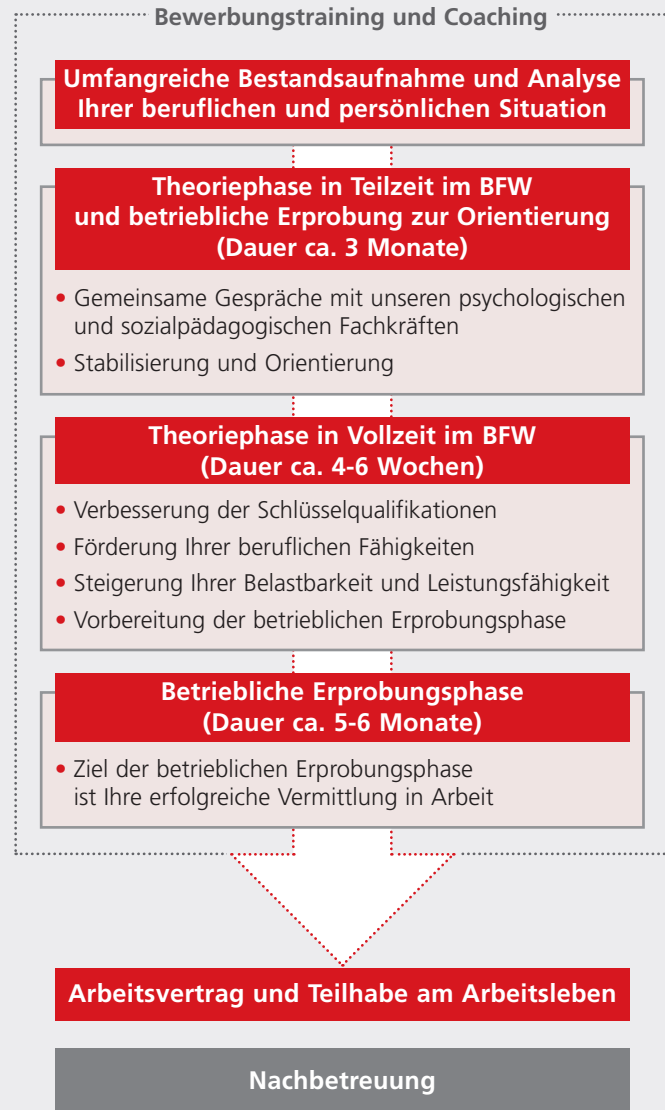 Bewerbungstraining und Coaching
Umfangreiche Bestandsaufnahme und Analyse
Ihrer beruflichen und persönlichen Situation
Theoriephase in Teilzeit im BFW
und betriebliche Erprobung zur Orientierung
(Dauer ca. 3 Monate)
• Gemeinsame Gespräche mit unseren psychologischen
und sozialpädagogischen Fachkräften
• Stabilisierung und Orientierung
Theoriephase in Vollzeit im BFW
(Dauer ca. 4-6 Wochen)
• Verbesserung der Schlüsselqualifikationen
• Förderung Ihrer beruflichen Fähigkeiten
• Steigerung Ihrer Belastbarkeit und Leistungsfähigkeit
• Vorbereitung der betrieblichen Erprobungsphase
Betriebliche Erprobungsphase
(Dauer ca. 5-6 Monate)
• Ziel der betrieblichen Erprobungsphase
ist Ihre erfolgreiche Vermittlung in Arbeit
Arbeitsvertrag und Teilhabe am Arbeitsleben
Nachbetreuung